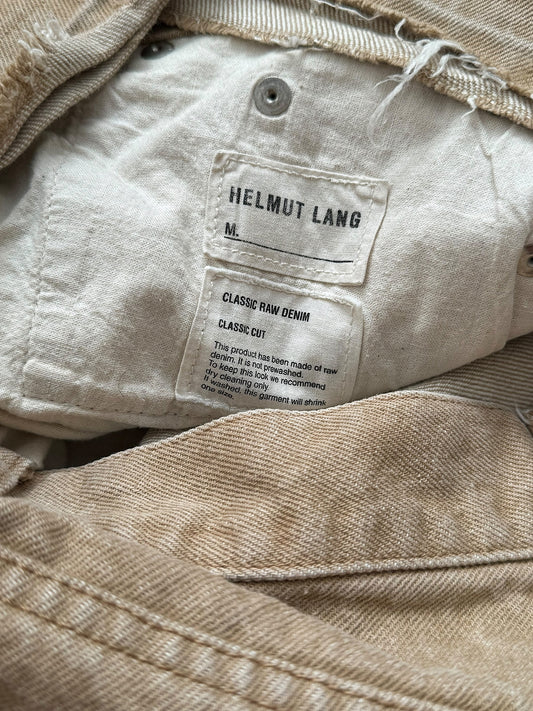 HELMUT LANG
M.
CLASSIC RAW DENIM
CLASSIC CUT
This product has been made of raw
denim. It is not prewashed.
To keep this look we recommend
dry cleaning only
If washed, this garment will shrink
one size.